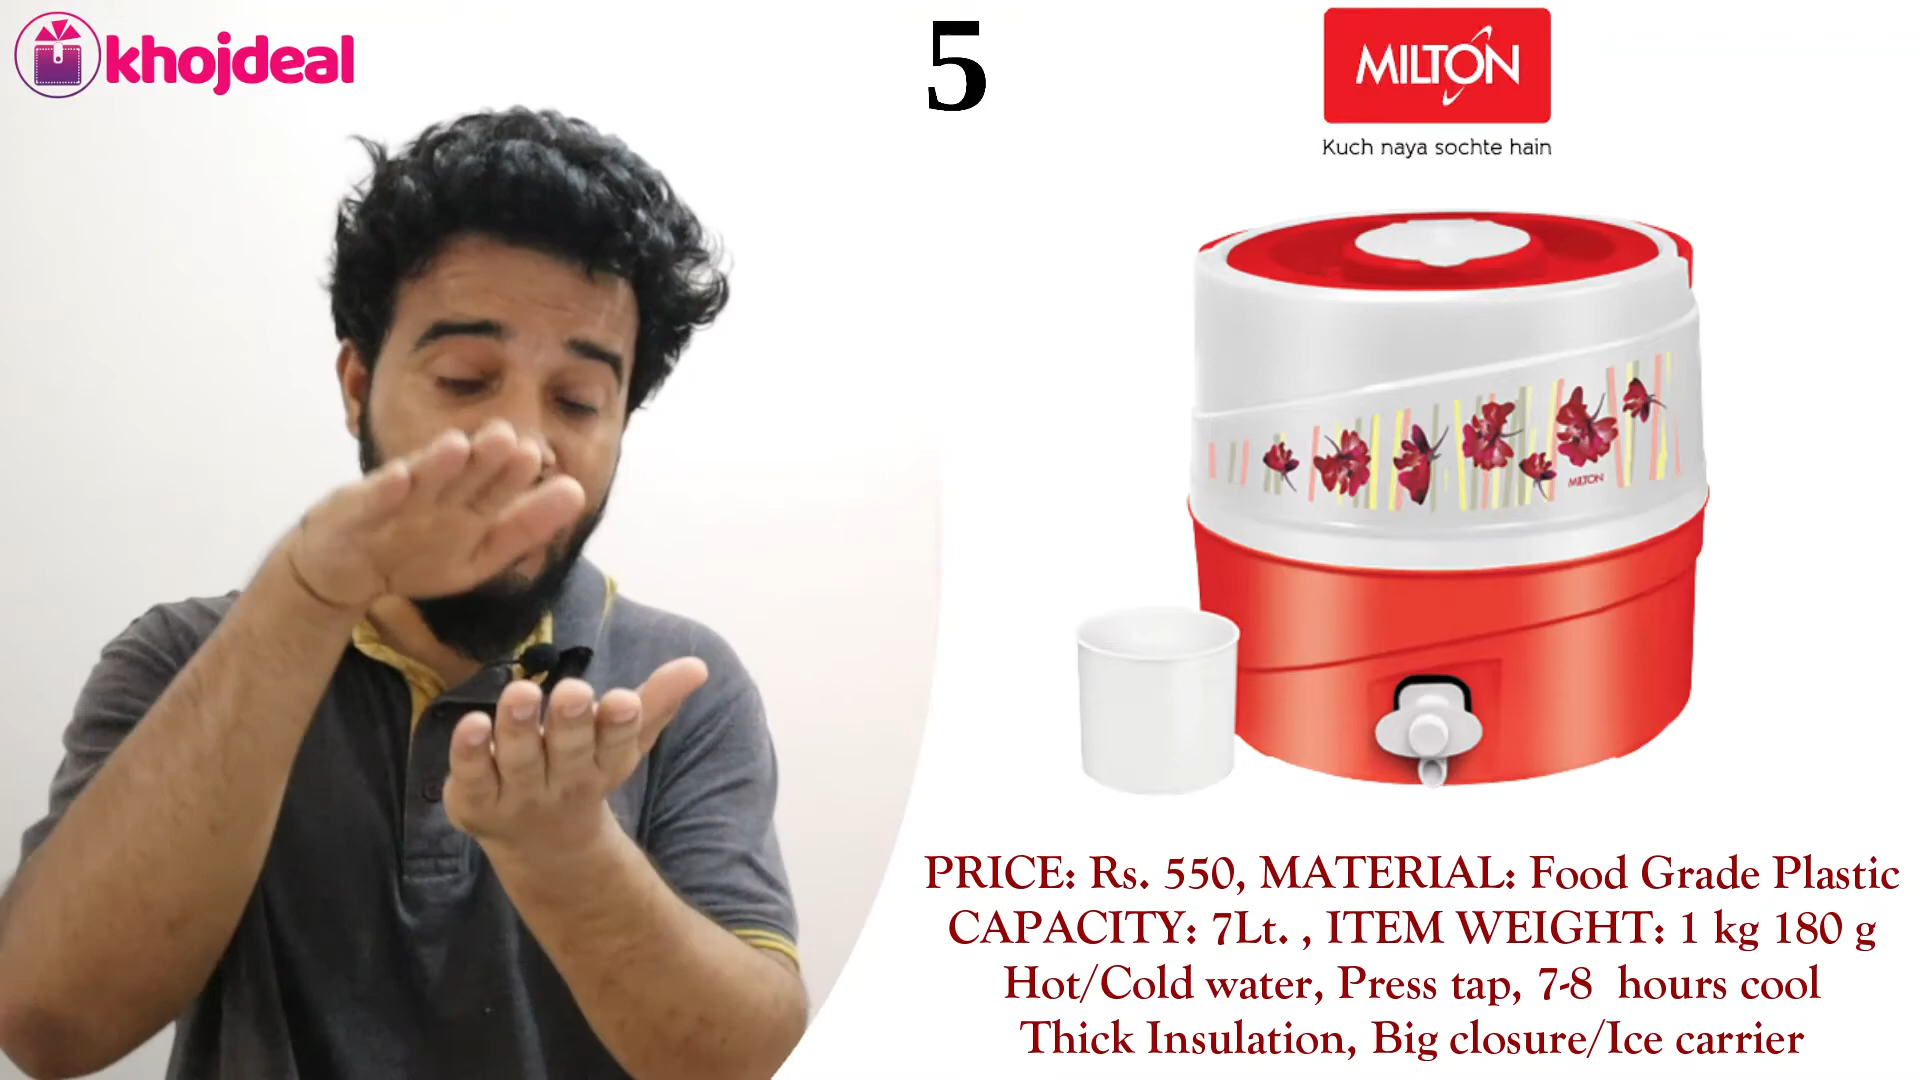 khojdeal
5
MILTON
Kuch naya sochte hain
MILTON
PRICE: Rs. 550, MATERIAL: Food Grade Plastic
CAPACITY: 7Lt. , ITEM WEIGHT: 1 kg 180 g
Hot/Cold water, Press tap, 7-8 hours cool
Thick Insulation, Big closure/Ice carrier